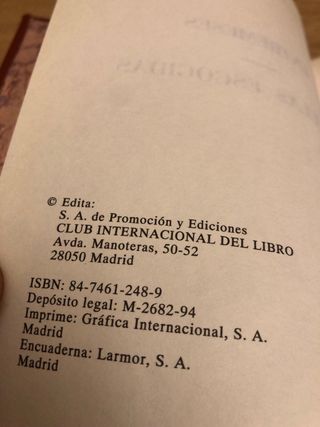 © Edita:
S. A. de Promoción y Ediciones
CLUB INTERNACIONAL DEL LIBRO
Avda. Manoteras, 50-52
28050 Madrid
ISBN: 84-7461-248-9
Depósito legal: M-2682-94
Imprime: Gráfica Internacional, S. A.
Madrid
Encuaderna: Larmor, S. A.
Madrid